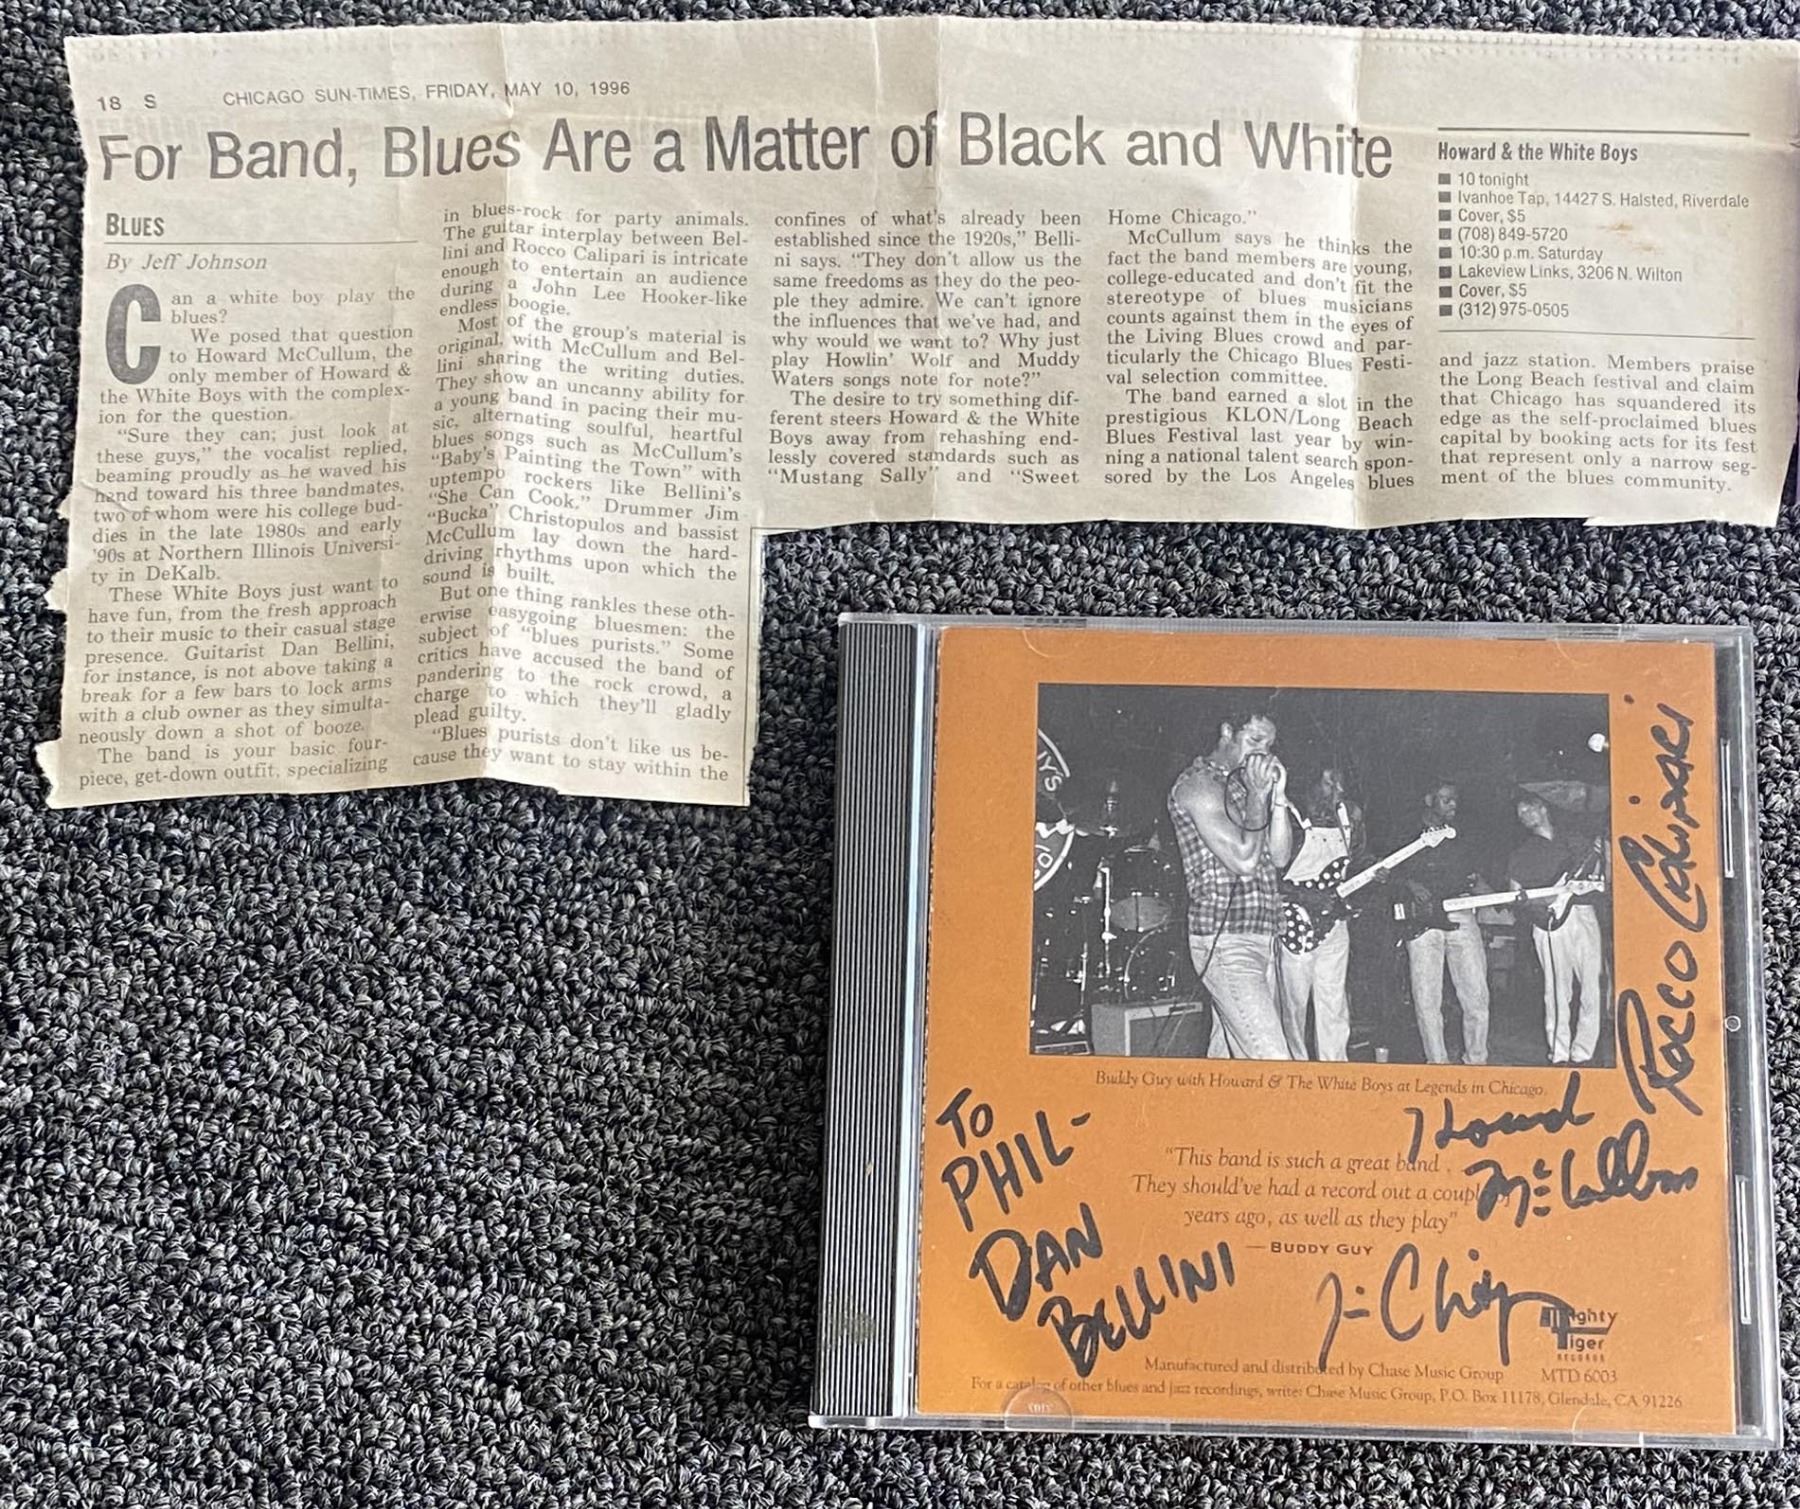 18 S CHICAGO SUN-TIMES, FRIDAY, MAY 10, 1996
For Band, Blues Are a Matter of Black and White
BLUES
By Jeff Johnson
Can a white boy play the
blues?
We posed that question
to Howard McCullum, the
only member of Howard &
the White Boys with the complex-
ion for the question.
“Sure they can; just look at
these guys,” the vocalist replied,
beaming proudly as he waved his
hand toward his three bandmates,
two of whom were his college bud-
dies in the late 1980s and early
’90s at Northern Illinois Universi-
ty in DeKalb.
These White Boys just want to
have fun, from the fresh approach
to their music to their casual stage
presence. Guitarist Dan Bellini,
for instance, is not above taking a
break for a few bars to lock arms
with a club owner as they simulta-
neously down a shot of booze.
The band is your basic four-
piece, get-down outfit, specializing
in blues-rock for party animals.
The guitar interplay between Bel-
lini and Rocco Calipari is intricate
enough to entertain an audience
during a John Lee Hooker-like
endless boogie.
Most of the group’s material is
original, with McCullum and Bel-
lini sharing the writing duties.
They show an uncanny ability for
a young band in pacing their mu-
sic, alternating soulful, heartful
blues songs such as McCullum’s
“Baby’s Painting the Town” with
uptempo rockers like Bellini’s
“She Can Cook.” Drummer Jim
“Bucka” Christopulos and bassist
McCullum lay down the hard-
driving rhythms upon which the
sound is built.
But one thing rankles these oth-
erwise easygoing bluesmen: the
subject of “blues purists.” Some
critics have accused the band of
pandering to the rock crowd, a
charge to which they’ll gladly
plead guilty.
“Blues purists don’t like us be-
cause they want to stay within the
confines of what’s already been
established since the 1920s,” Belli-
ni says. “They don’t allow us the
same freedoms as they do the peo-
ple they admire. We can’t ignore
the influences that we’ve had, and
why would we want to? Why just
play Howlin’ Wolf and Muddy
Waters songs note for note?”
The desire to try something dif-
ferent steers Howard & the White
Boys away from rehashing end-
lessly covered standards such as
“Mustang Sally” and “Sweet
Home Chicago.”
McCullum says he thinks the
fact the band members are young,
college-educated and don’t fit the
stereotype of blues musicians
counts against them in the eyes of
the Living Blues crowd and par-
ticularly the Chicago Blues Festi-
val selection committee.
The band earned a slot in the
prestigious KLON/Long Beach
Blues Festival last year by win-
ning a national talent search spon-
sored by the Los Angeles blues
Howard & the White Boys
■ 10 tonight
■ Ivanhoe Tap, 14427 S. Halsted, Riverdale
■ Cover, $5
■ (708) 849-5720
■ 10:30 p.m. Saturday
■ Lakeview Links, 3206 N. Wilton
■ Cover, $5
■ (312) 975-0505
and jazz station. Members praise
the Long Beach festival and claim
that Chicago has squandered its
edge as the self-proclaimed blues
capital by booking acts for its fest
that represent only a narrow seg-
ment of the blues community.
Buddy Guy with Howard & The White Boys at Legends in Chicago.
ROCCO CALIPARI
TO
PHIL-
DAN
BELLINI
Howard
McCullum
“This band is such a great band .
They should’ve had a record out a couple
years ago, as well as they play”
— BUDDY GUY
Mighty
Tiger
RECORDS
Manufactured and distributed by Chase Music Group MTD 6003
For a catalog of other blues and jazz recordings, write: Chase Music Group, P.O. Box 11178, Glendale, CA 91226